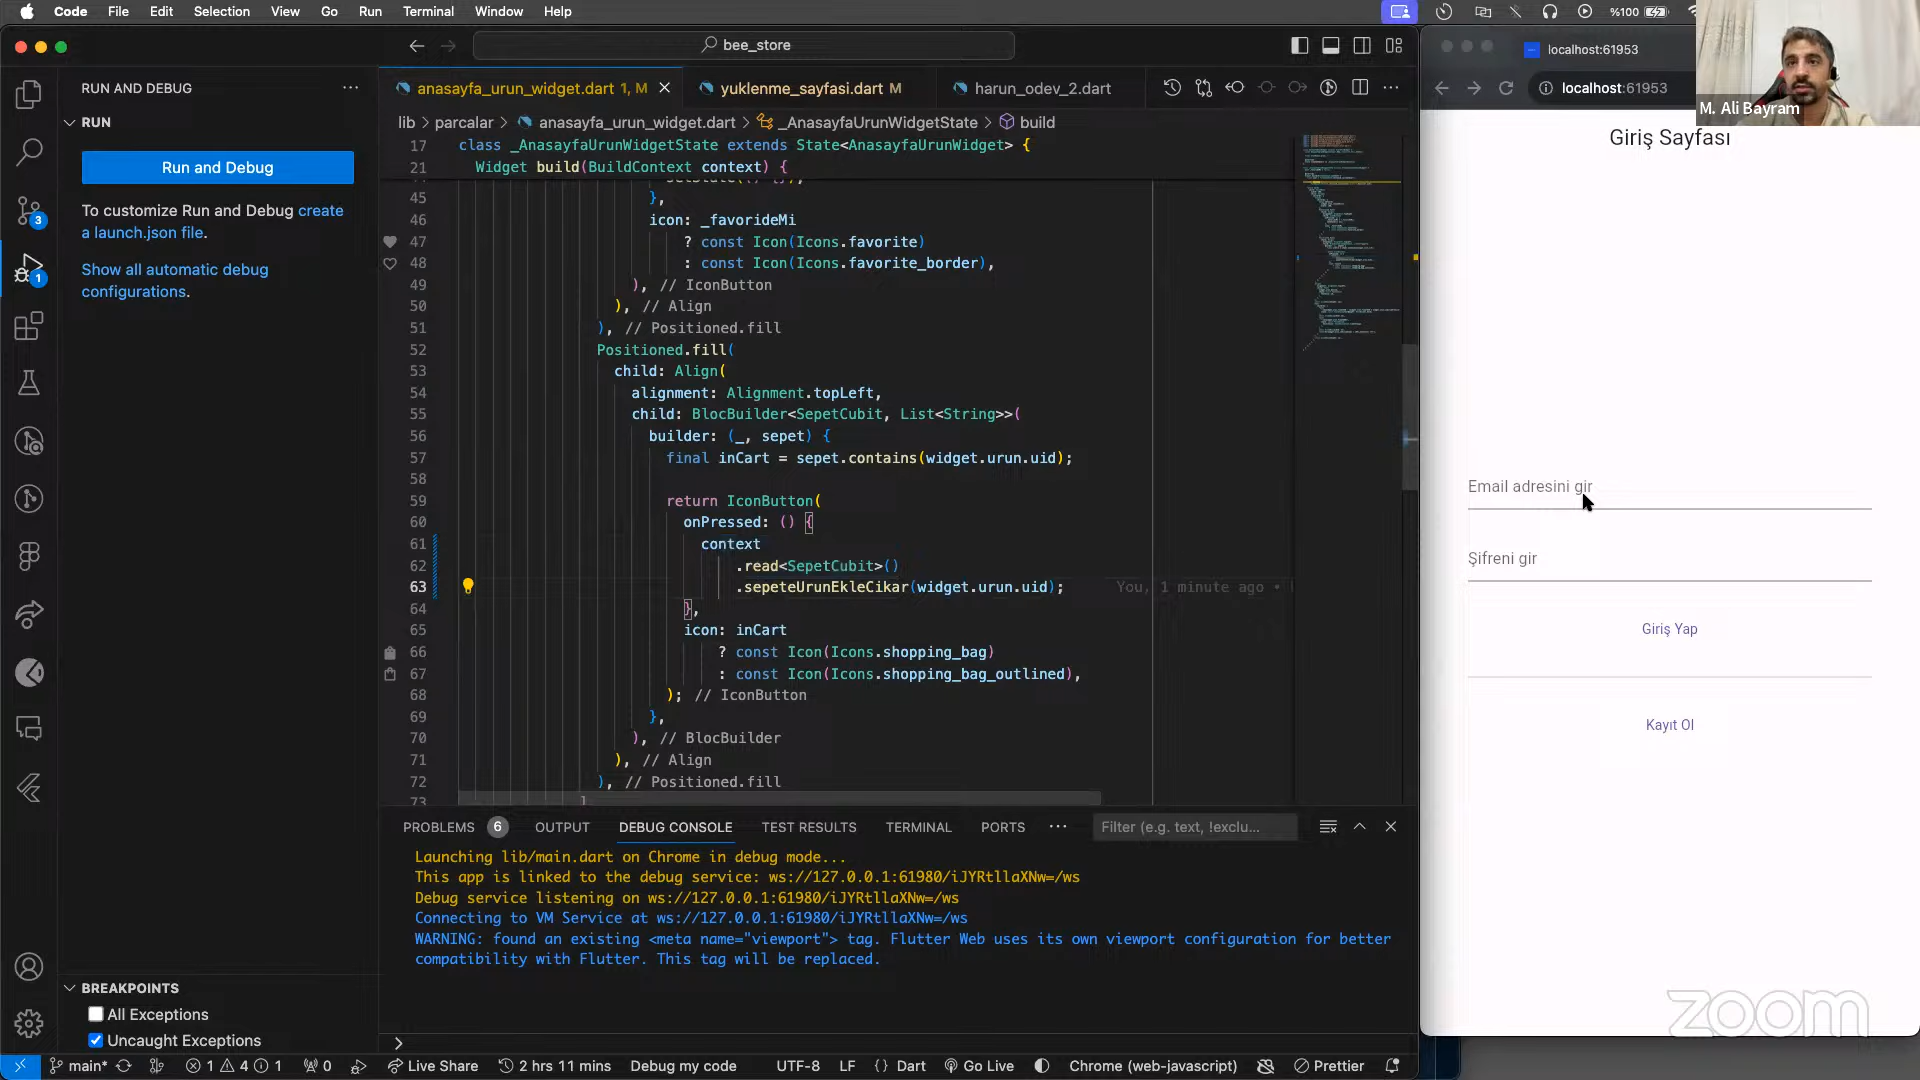 Code File Edit Selection View Go Run Terminal Window Help
%100
bee_store
localhost:61953
localhost:61953
M. Ali Bayram
RUN AND DEBUG
RUN
Run and Debug
To customize Run and Debug create
a launch.json file.
Show all automatic debug
configurations.
3
1
anasayfa_urun_widget.dart 1, M
yuklenme_sayfasi.dart M
harun_odev_2.dart
lib > parcalar > anasayfa_urun_widget.dart > _AnasayfaUrunWidgetState > build
17 class _AnasayfaUrunWidgetState extends State<AnasayfaUrunWidget> {
21 Widget build(BuildContext context) {
45 },
46 icon: _favorideMi
47 ? const Icon(Icons.favorite)
48 : const Icon(Icons.favorite_border),
49 ), // IconButton
50 ), // Align
51 ), // Positioned.fill
52 Positioned.fill(
53 child: Align(
54 alignment: Alignment.topLeft,
55 child: BlocBuilder<SepetCubit, List<String>>(
56 builder: (_, sepet) {
57 final inCart = sepet.contains(widget.urun.uid);
58
59 return IconButton(
60 onPressed: () {
61 context
62 .read<SepetCubit>()
63 .sepeteUrunEkleCikar(widget.urun.uid); You, 1 minute ago •
64 },
65 icon: inCart
66 ? const Icon(Icons.shopping_bag)
67 : const Icon(Icons.shopping_bag_outlined),
68 ); // IconButton
69 },
70 ), // BlocBuilder
71 ), // Align
72 ), // Positioned.fill
73 ]
PROBLEMS 6 OUTPUT DEBUG CONSOLE TEST RESULTS TERMINAL PORTS ··· Filter (e.g. text, !exclu...
Launching lib/main.dart on Chrome in debug mode...
This app is linked to the debug service: ws://127.0.0.1:61980/iJYRtllaXNw=/ws
Debug service listening on ws://127.0.0.1:61980/iJYRtllaXNw=/ws
Connecting to VM Service at ws://127.0.0.1:61980/iJYRtllaXNw=/ws
WARNING: found an existing <meta name="viewport"> tag. Flutter Web uses its own viewport configuration for better
compatibility with Flutter. This tag will be replaced.
BREAKPOINTS
All Exceptions
Uncaught Exceptions
main* 1 4 1 0 Live Share 2 hrs 11 mins Debug my code UTF-8 LF {} Dart Go Live Chrome (web-javascript) Prettier
Giriş Sayfası
Email adresini gir
Şifreni gir
Giriş Yap
Kayıt Ol
zoom